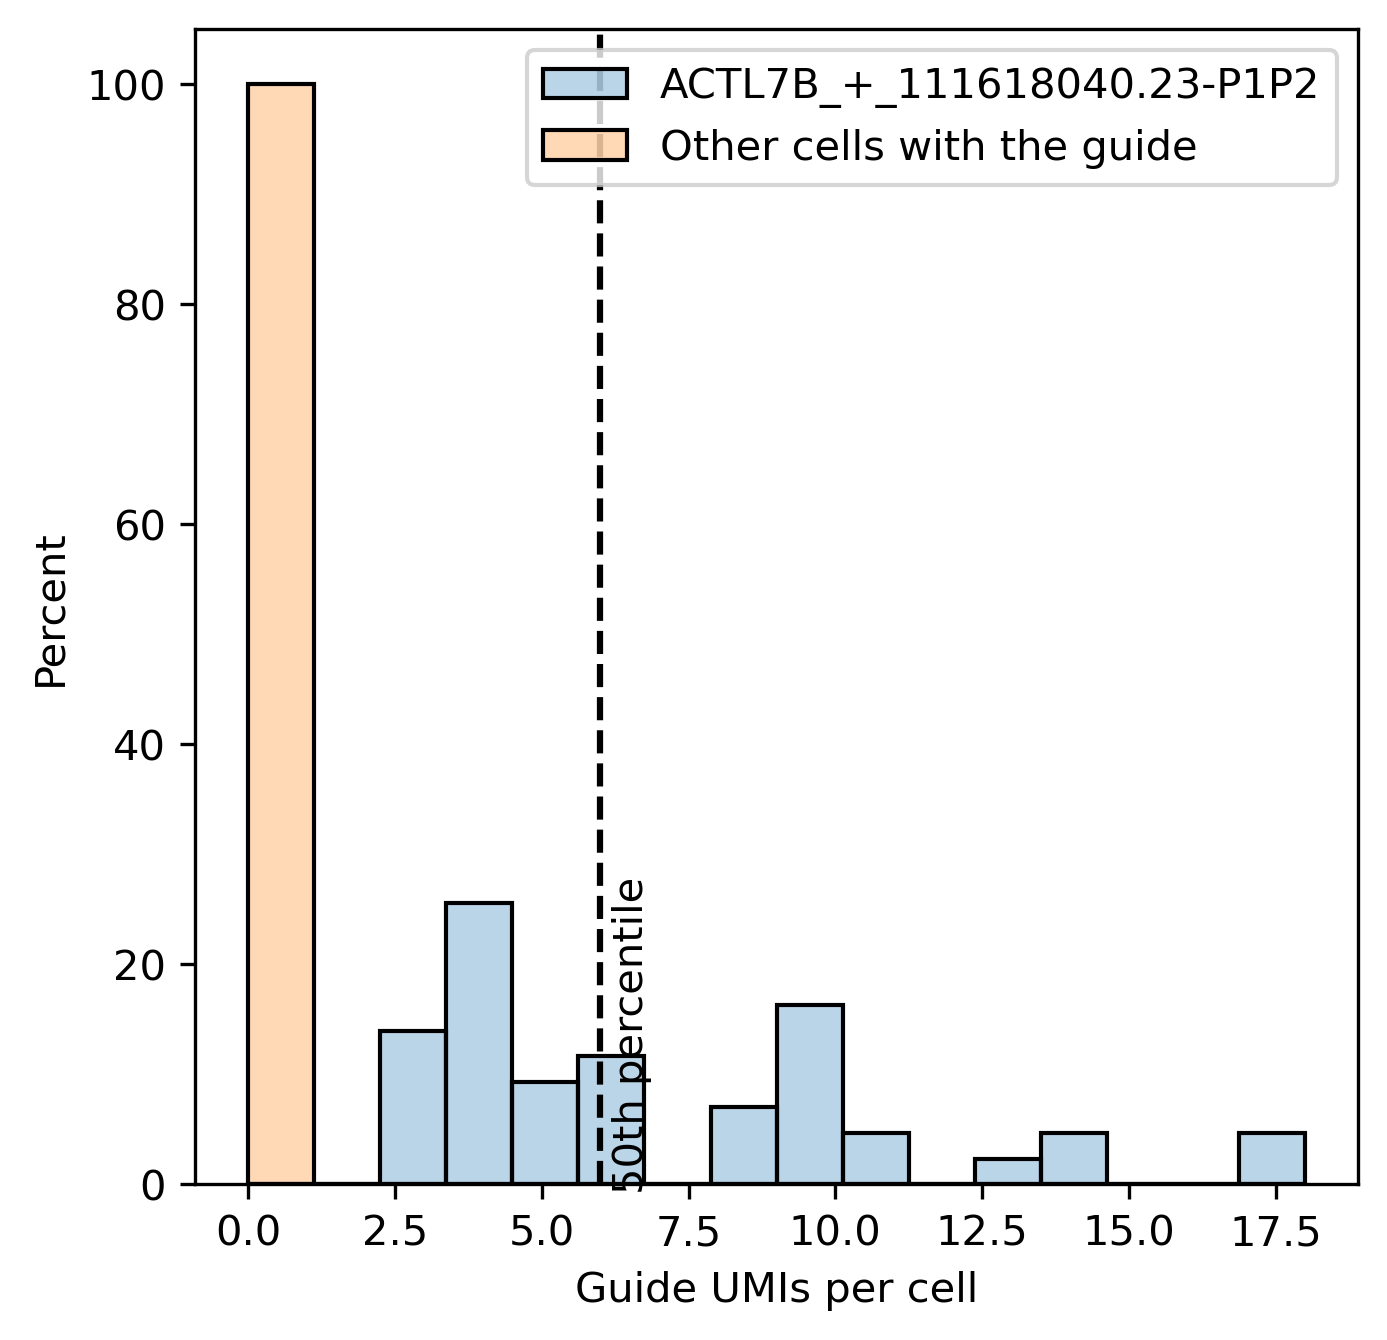 ACTL7B_+_111618040.23-P1P2
Other cells with the guide
100
80
60
40
20
0
Percent
50th percentile
0.0 2.5 5.0 7.5 10.0 12.5 15.0 17.5
Guide UMIs per cell